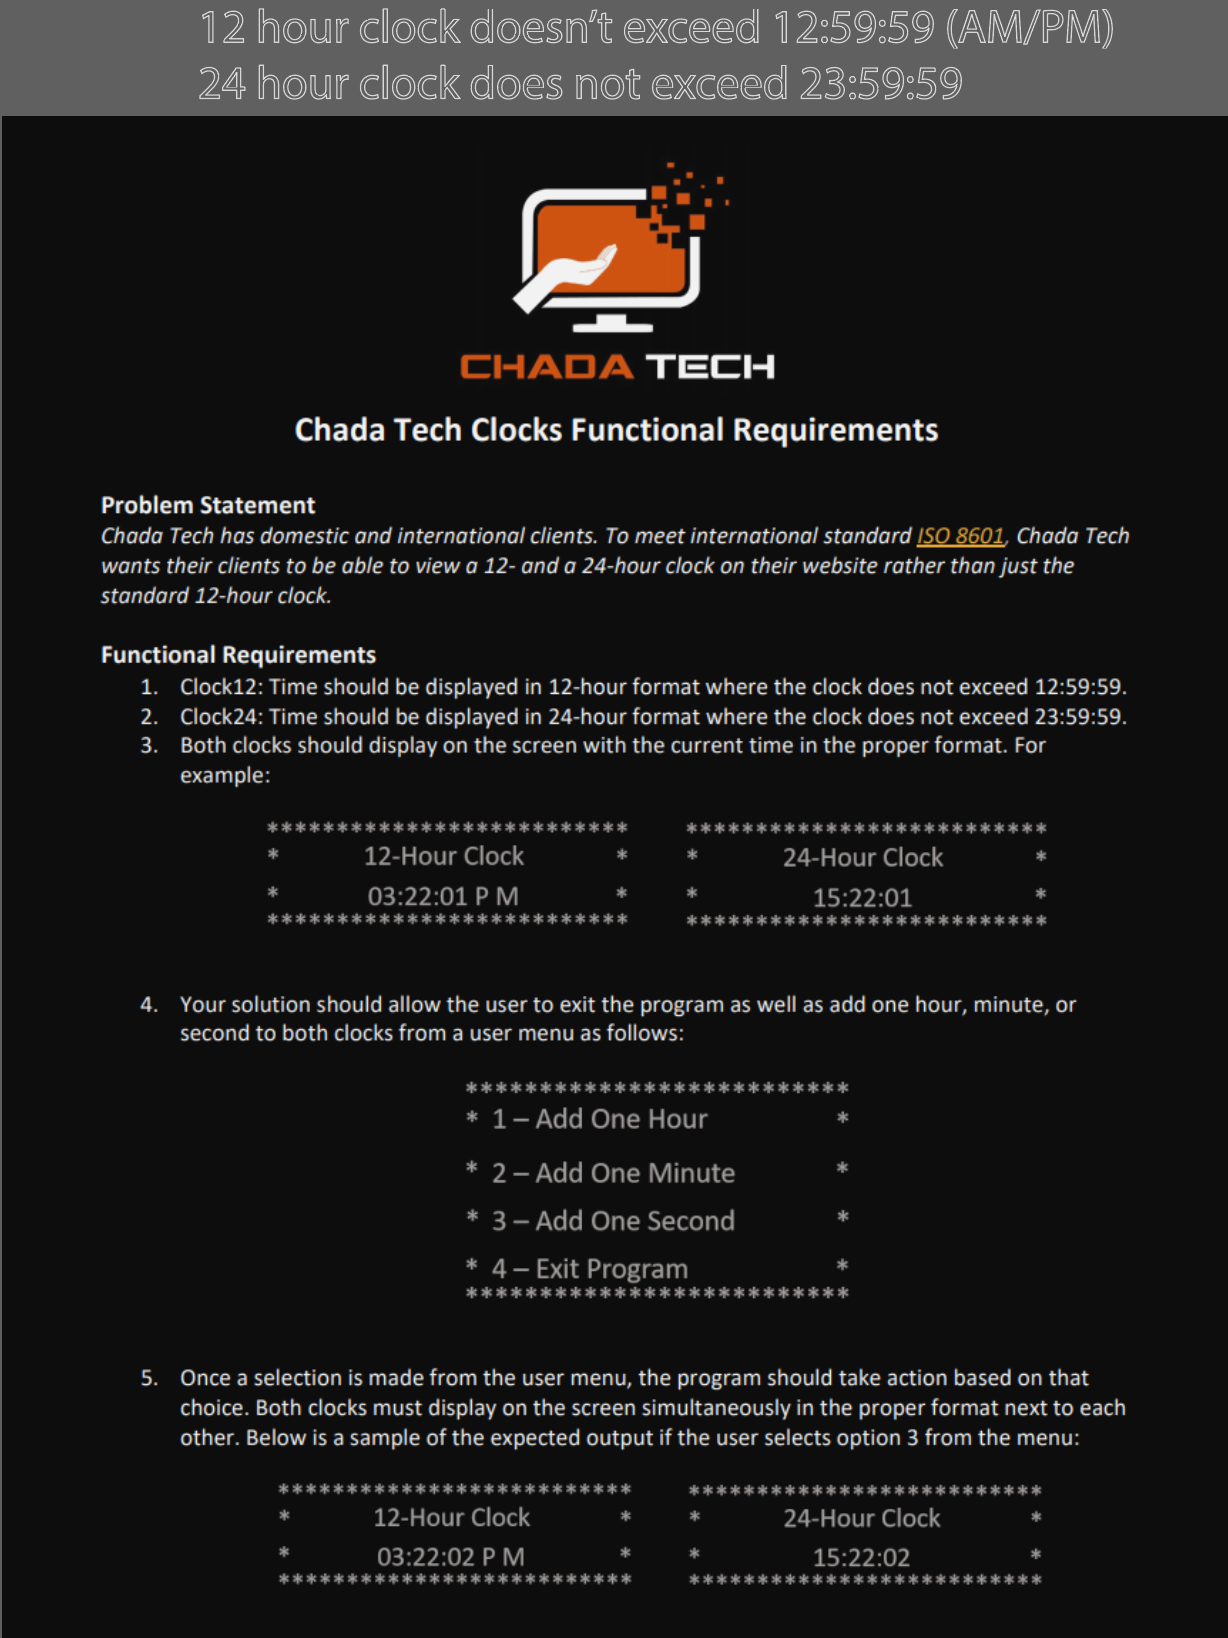 12 hour clock doesn’t exceed 12:59:59 (AM/PM)
24 hour clock does not exceed 23:59:59
CHADA TECH
Chada Tech Clocks Functional Requirements
Problem Statement
Chada Tech has domestic and international clients. To meet international standard ISO 8601, Chada Tech
wants their clients to be able to view a 12- and a 24-hour clock on their website rather than just the
standard 12-hour clock.
Functional Requirements
1. Clock12: Time should be displayed in 12-hour format where the clock does not exceed 12:59:59.
2. Clock24: Time should be displayed in 24-hour format where the clock does not exceed 23:59:59.
3. Both clocks should display on the screen with the current time in the proper format. For
example:
************************** **************************
* 12-Hour Clock * * 24-Hour Clock *
* 03:22:01 P M * * 15:22:01 *
************************** **************************
4. Your solution should allow the user to exit the program as well as add one hour, minute, or
second to both clocks from a user menu as follows:
**************************
* 1 – Add One Hour *
* 2 – Add One Minute *
* 3 – Add One Second *
* 4 – Exit Program *
**************************
5. Once a selection is made from the user menu, the program should take action based on that
choice. Both clocks must display on the screen simultaneously in the proper format next to each
other. Below is a sample of the expected output if the user selects option 3 from the menu:
************************** **************************
* 12-Hour Clock * * 24-Hour Clock *
* 03:22:02 P M * * 15:22:02 *
************************** **************************